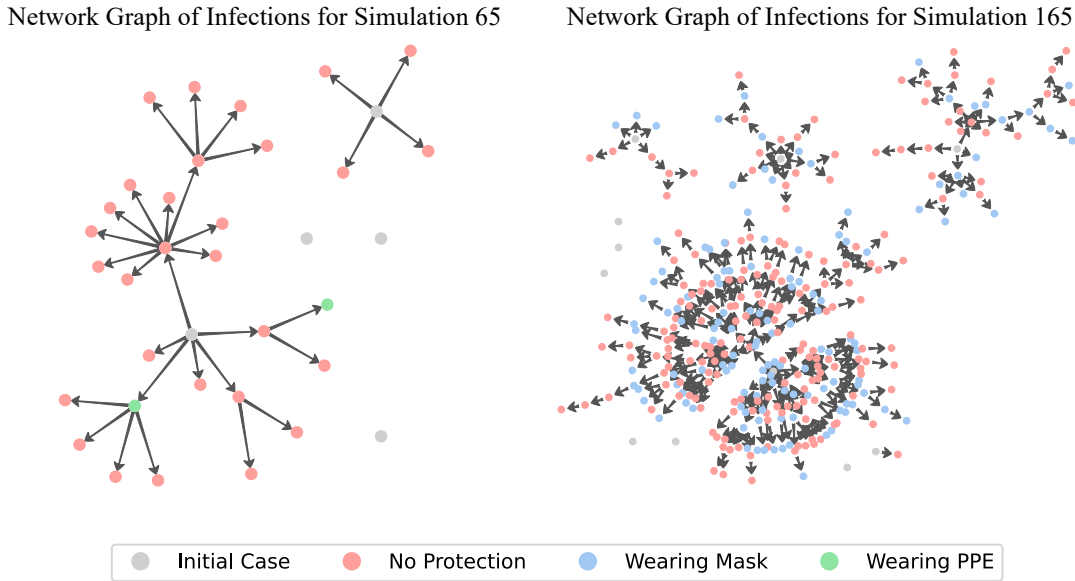 Network Graph of Infections for Simulation 65
Network Graph of Infections for Simulation 165
Initial Case
No Protection
Wearing Mask
Wearing PPE